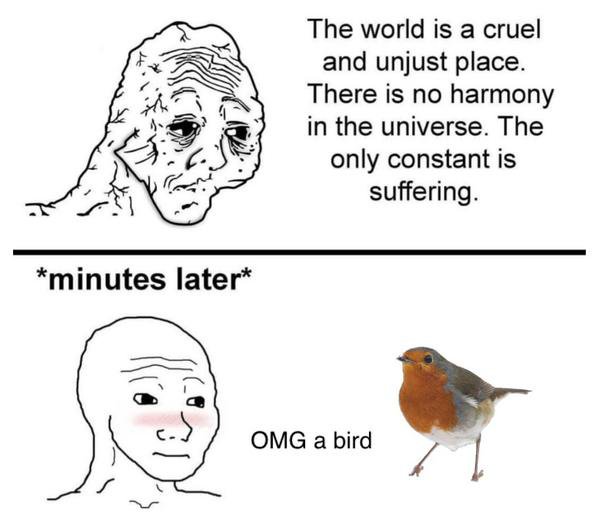 The world is a cruel
and unjust place.
There is no harmony
in the universe. The
only constant is
suffering.
*minutes later*
OMG a bird